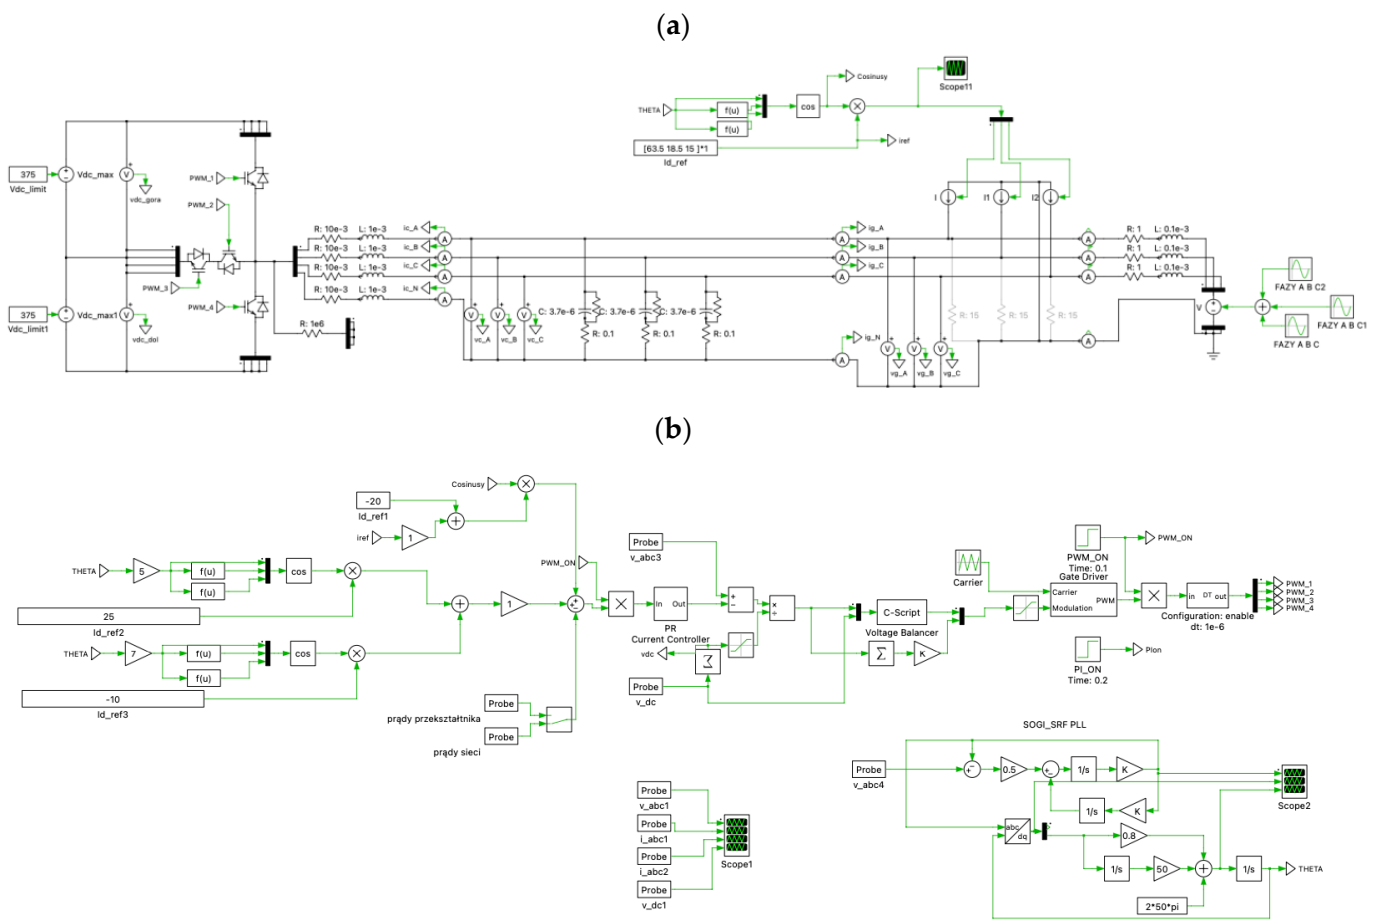 (a)
Cosinusy
Scope11
THETA
f(u)
cos
f(u)
iref
[63.5 18.5 15 ]*1
Id_ref
375
Vdc_limit
Vdc_max
V
vdc_gora
PWM_1
PWM_2
PWM_3
PWM_4
375
Vdc_limit1
Vdc_max1
V
vdc_dol
R: 10e-3 L: 1e-3
R: 10e-3 L: 1e-3
R: 10e-3 L: 1e-3
R: 10e-3 L: 1e-3
R: 1e6
ic_A
A
ic_B
A
ic_C
A
ic_N
A
V
V
V
vc_A
vc_B
vc_C
C: 3.7e-6
C: 3.7e-6
C: 3.7e-6
R: 0.1
R: 0.1
R: 0.1
A
ig_A
A
ig_B
A
ig_C
A
ig_N
V
V
V
vg_A
vg_B
vg_C
I
I1
I2
R: 15
R: 15
R: 15
A
A
A
A
R: 1 L: 0.1e-3
R: 1 L: 0.1e-3
R: 1 L: 0.1e-3
V
FAZY A B C2
FAZY A B C1
FAZY A B C
(b)
Cosinusy
-20
Id_ref1
iref
1
THETA
5
f(u)
f(u)
cos
25
Id_ref2
THETA
7
f(u)
f(u)
cos
-10
Id_ref3
1
PWM_ON
Probe
prądy przekształtnika
Probe
prądy sieci
Probe
v_abc3
In Out
PR
Current Controller
vdc
Σ
Probe
v_dc
C-Script
Voltage Balancer
Σ
K
Carrier
PWM_ON
Time: 0.1
PWM_ON
Gate Driver
Carrier
PWM
Modulation
in DT out
Configuration: enable
dt: 1e-6
PWM_1
PWM_2
PWM_3
PWM_4
PI_ON
Time: 0.2
PIon
SOGI_SRF PLL
Probe
v_abc4
0.5
1/s
K
1/s
K
Scope2
abc
dq
0.8
1/s
50
1/s
THETA
2*50*pi
Probe
v_abc1
Probe
i_abc1
Probe
i_abc2
Probe
v_dc1
Scope1